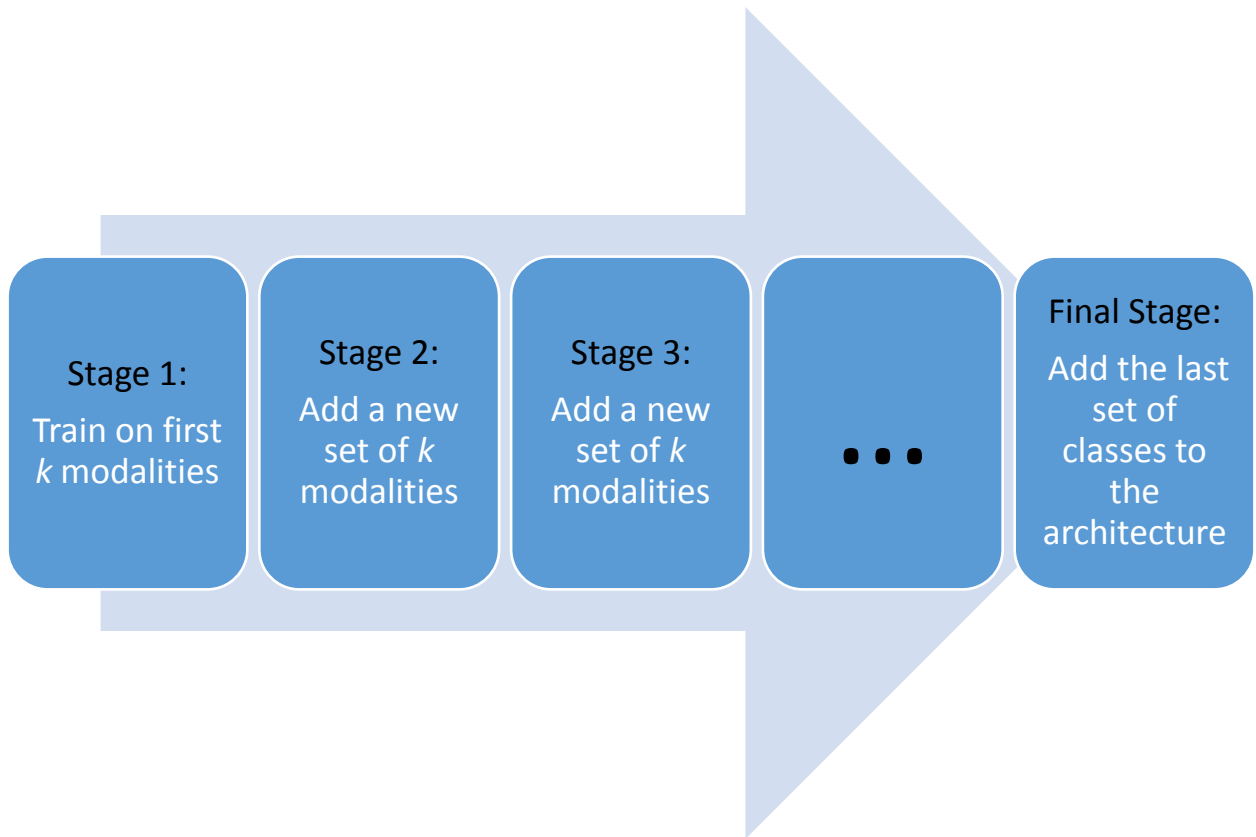 Stage 1:
Train on first
k modalities
Stage 2:
Add a new
set of k
modalities
Stage 3:
Add a new
set of k
modalities
...
Final Stage:
Add the last
set of
classes to
the
architecture